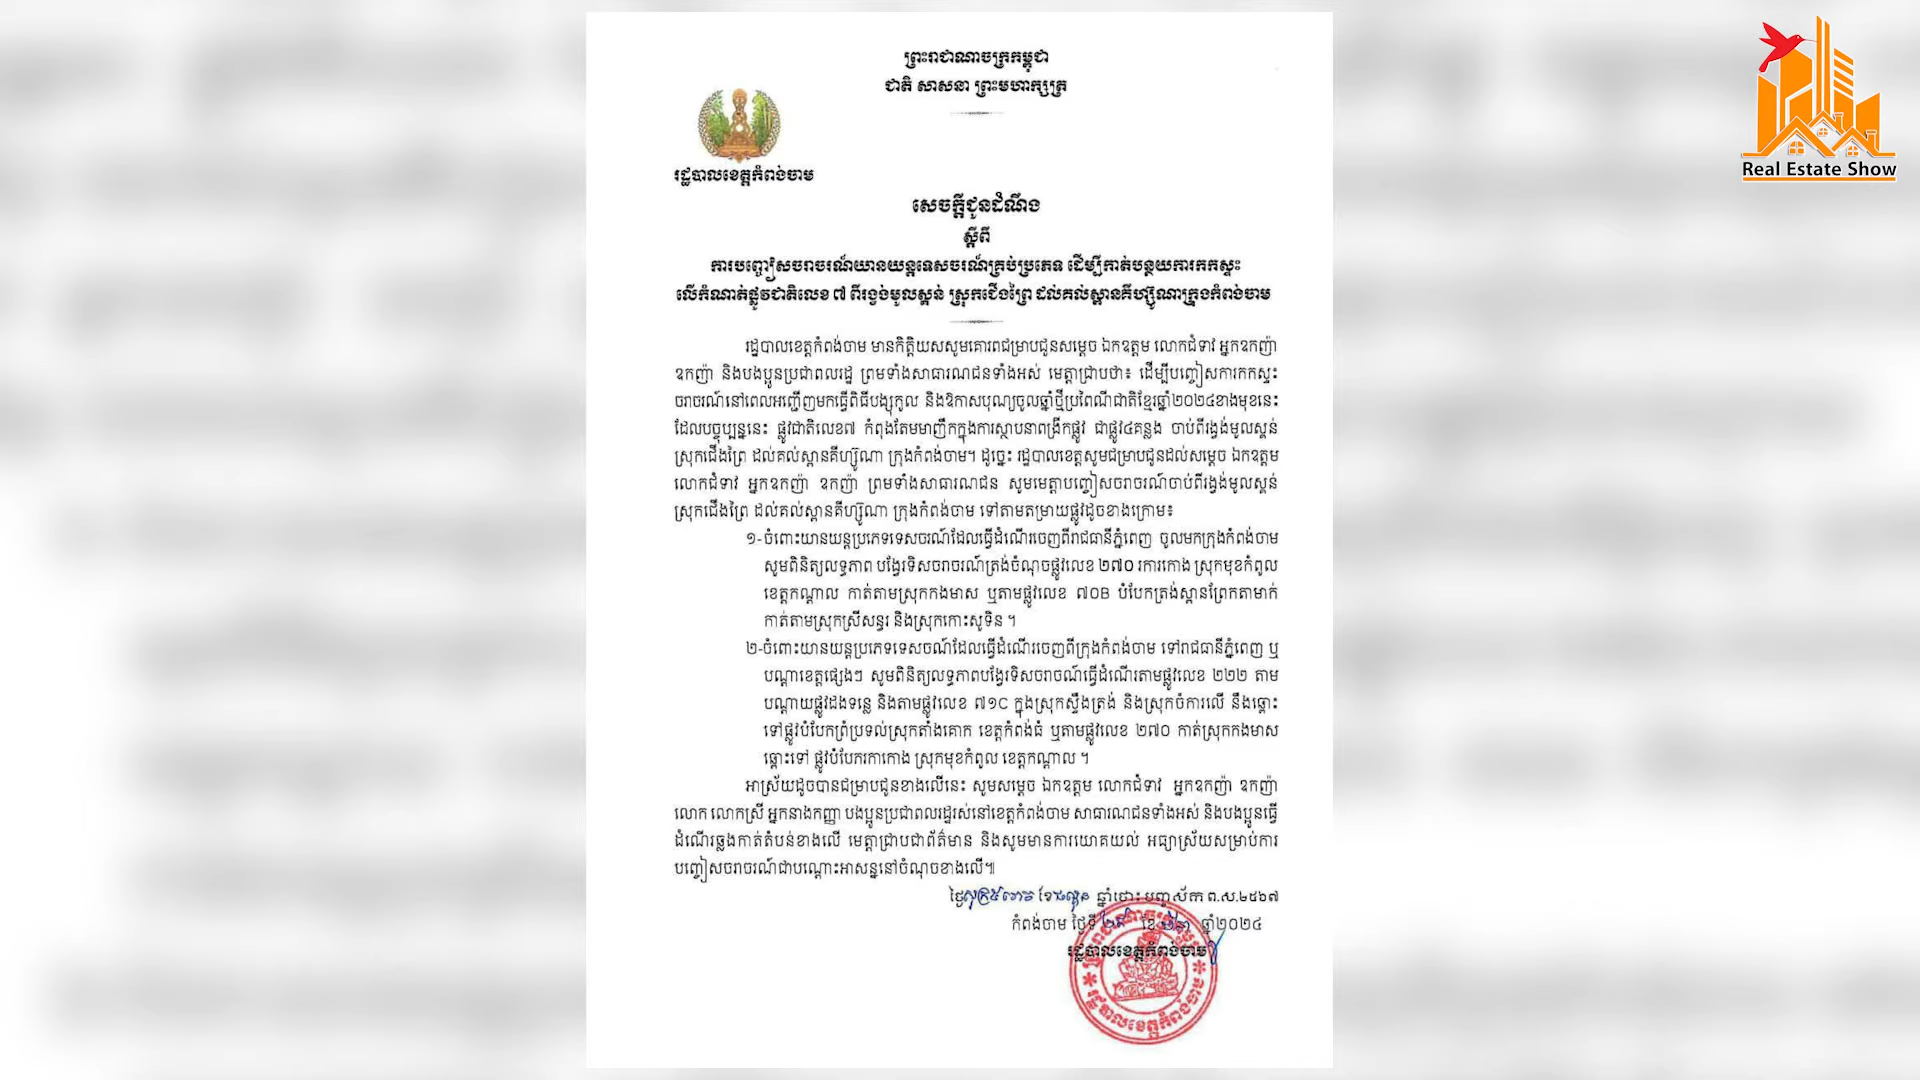 ព្រះរាជាណាចក្រកម្ពុជា
ជាតិ សាសនា ព្រះមហាក្សត្រ
រដ្ឋបាលខេត្តកំពង់ចាម
Real Estate Show
សេចក្តីជូនដំណឹង
ស្តីពី
ការបញ្ចៀសចរាចរណ៍យានយន្តទេសចរណ៍គ្រប់ប្រភេទ ដើម្បីកាត់បន្ថយការកកស្ទះ
លើកំណាត់ផ្លូវជាតិលេខ ៧ ពីរង្វង់មូលស្គន់ ស្រុកជើងព្រៃ ដល់គល់ស្ពានគីហ្ស៊ូណាក្រុងកំពង់ចាម
រដ្ឋបាលខេត្តកំពង់ចាម មានកិត្តិយសសូមគោរពជម្រាបជូនសម្តេច ឯកឧត្តម លោកជំទាវ អ្នកឧកញ៉ា
ឧកញ៉ា និងបងប្អូនប្រជាពលរដ្ឋ ព្រមទាំងសាធារណជនទាំងអស់ មេត្តាជ្រាបថា៖ ដើម្បីបញ្ចៀសការកកស្ទះ
ចរាចរណ៍នៅពេលអញ្ជើញមកធ្វើពិធីបង្សុកូល និងឱកាសបុណ្យចូលឆ្នាំថ្មីប្រពៃណីជាតិខ្មែរឆ្នាំ២០២៤ខាងមុខនេះ
ដែលបច្ចុប្បន្ននេះ ផ្លូវជាតិលេខ៧ កំពុងតែមមាញឹកក្នុងការស្ថាបនាពង្រីកផ្លូវ ជាផ្លូវ៤គន្លង ចាប់ពីរង្វង់មូលស្គន់
ស្រុកជើងព្រៃ ដល់គល់ស្ពានគីហ្ស៊ូណា ក្រុងកំពង់ចាម។ ដូច្នេះ រដ្ឋបាលខេត្តសូមជម្រាបជូនដល់សម្តេច ឯកឧត្តម
លោកជំទាវ អ្នកឧកញ៉ា ឧកញ៉ា ព្រមទាំងសាធារណជន សូមមេត្តាបញ្ចៀសចរាចរណ៍ចាប់ពីរង្វង់មូលស្គន់
ស្រុកជើងព្រៃ ដល់គល់ស្ពានគីហ្ស៊ូណា ក្រុងកំពង់ចាម ទៅតាមតម្រាយផ្លូវដូចខាងក្រោម៖
១-ចំពោះយានយន្តប្រភេទទេសចរណ៍ដែលធ្វើដំណើរចេញពីរាជធានីភ្នំពេញ ចូលមកក្រុងកំពង់ចាម
សូមពិនិត្យលទ្ធភាព បង្វែរទិសចរាចរណ៍ត្រង់ចំណុចផ្លូវលេខ ២៧០ រការកោង ស្រុកមុខកំពូល
ខេត្តកណ្តាល កាត់តាមស្រុកកងមាស ឬតាមផ្លូវលេខ ៧០B បំបែកត្រង់ស្ពានព្រែកតាមាក់
កាត់តាមស្រុកស្រីសន្ធរ និងស្រុកកោះសូទិន ។
២-ចំពោះយានយន្តប្រភេទទេសចណ៍ដែលធ្វើដំណើរចេញពីក្រុងកំពង់ចាម ទៅរាជធានីភ្នំពេញ ឬ
បណ្តាខេត្តផ្សេងៗ សូមពិនិត្យលទ្ធភាពបង្វែរទិសចរាចណ៍ធ្វើដំណើរតាមផ្លូវលេខ ២២២ តាម
បណ្តាយផ្លូវដងទន្លេ និងតាមផ្លូវលេខ ៧១C ក្នុងស្រុកស្ទឹងត្រង់ និងស្រុកចំការលើ នឹងឆ្ពោះ
ទៅផ្លូវបំបែកព្រំប្រទល់ស្រុកតាំងគោក ខេត្តកំពង់ធំ ឬតាមផ្លូវលេខ ២៧០ កាត់ស្រុកកងមាស
ឆ្ពោះទៅ ផ្លូវបំបែករកាកោង ស្រុកមុខកំពូល ខេត្តកណ្តាល ។
អាស្រ័យដូចបានជម្រាបជូនខាងលើនេះ សូមសម្តេច ឯកឧត្តម លោកជំទាវ អ្នកឧកញ៉ា ឧកញ៉ា
លោក លោកស្រី អ្នកនាងកញ្ញា បងប្អូនប្រជាពលរដ្ឋរស់នៅខេត្តកំពង់ចាម សាធារណជនទាំងអស់ និងបងប្អូនធ្វើ
ដំណើរឆ្លងកាត់តំបន់ខាងលើ មេត្តាជ្រាបជាព័ត៌មាន និងសូមមានការយោគយល់ អធ្យាស្រ័យសម្រាប់ការ
បញ្ចៀសចរាចរណ៍ជាបណ្តោះអាសន្ននៅចំណុចខាងលើ៕
ថ្ងៃសុក្រ ខែផល្គុន ឆ្នាំថោះ បញ្ចស័ក ព.ស.២៥៦៧
កំពង់ចាម ថ្ងៃទី ខែ មីនា ឆ្នាំ២០២៤
រដ្ឋបាលខេត្តកំពង់ចាម
រដ្ឋបាលខេត្តកំពង់ចាម